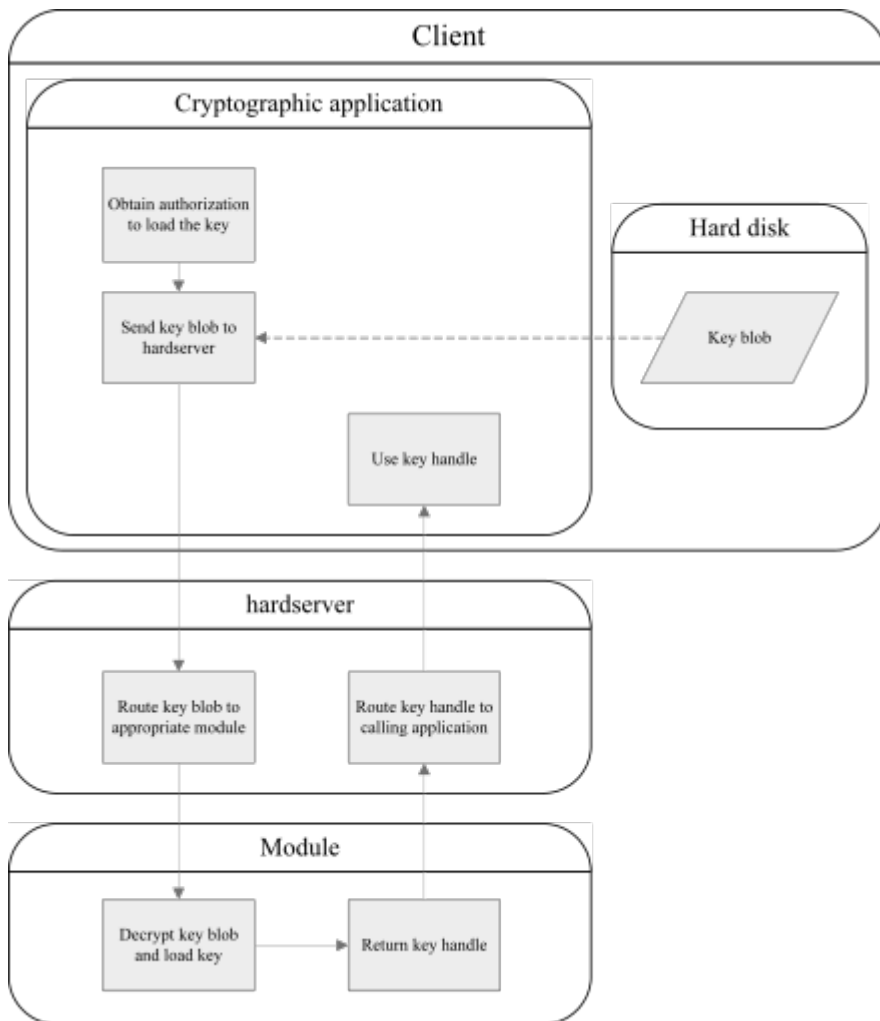 Client
Cryptographic application
Obtain authorization
to load the key
Hard disk
Send key blob to
hardserver
Key blob
Use key handle
hardserver
Route key blob to
appropriate module
Route key handle to
calling application
Module
Decrypt key blob
and load key
Return key handle